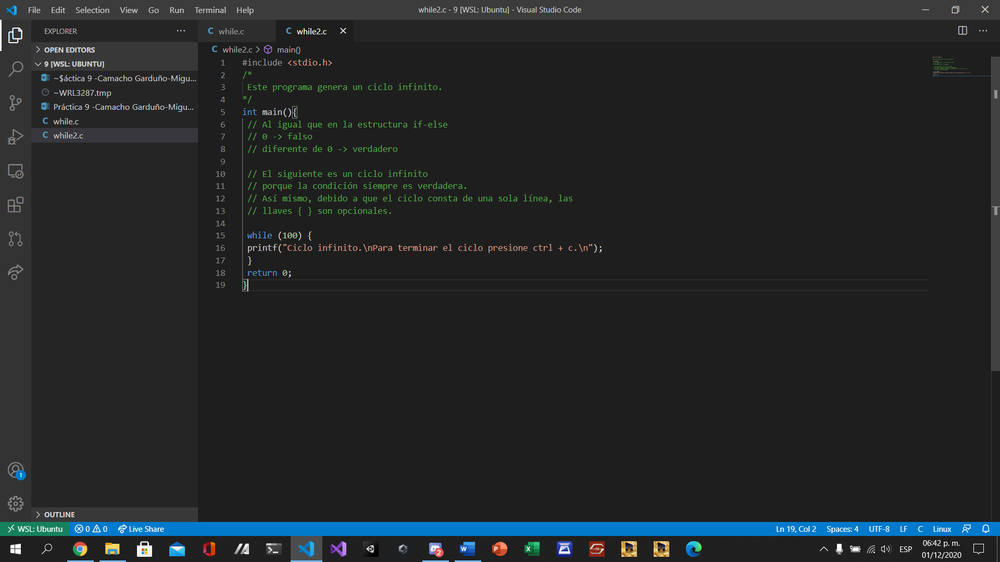 File Edit Selection View Go Run Terminal Help
while2.c - 9 [WSL: Ubuntu] - Visual Studio Code
EXPLORER
OPEN EDITORS
9 [WSL: UBUNTU]
~$áctica 9 -Camacho Garduño-Migu...
~WRL3287.tmp
Práctica 9 -Camacho Garduño-Migu...
while.c
while2.c
OUTLINE
while.c while2.c
while2.c > main()
1 #include <stdio.h>
2 /*
3 Este programa genera un ciclo infinito.
4 */
5 int main(){
6 // Al igual que en la estructura if-else
7 // 0 -> falso
8 // diferente de 0 -> verdadero
9
10 // El siguiente es un ciclo infinito
11 // porque la condición siempre es verdadera.
12 // Así mismo, debido a que el ciclo consta de una sola línea, las
13 // llaves { } son opcionales.
14
15 while (100) {
16 printf("Ciclo infinito.\nPara terminar el ciclo presione ctrl + c.\n");
17 }
18 return 0;
19 }
1
WSL: Ubuntu 0 0 Live Share
Ln 19, Col 2 Spaces: 4 UTF-8 LF C Linux
2
ESP
06:42 p. m.
01/12/2020